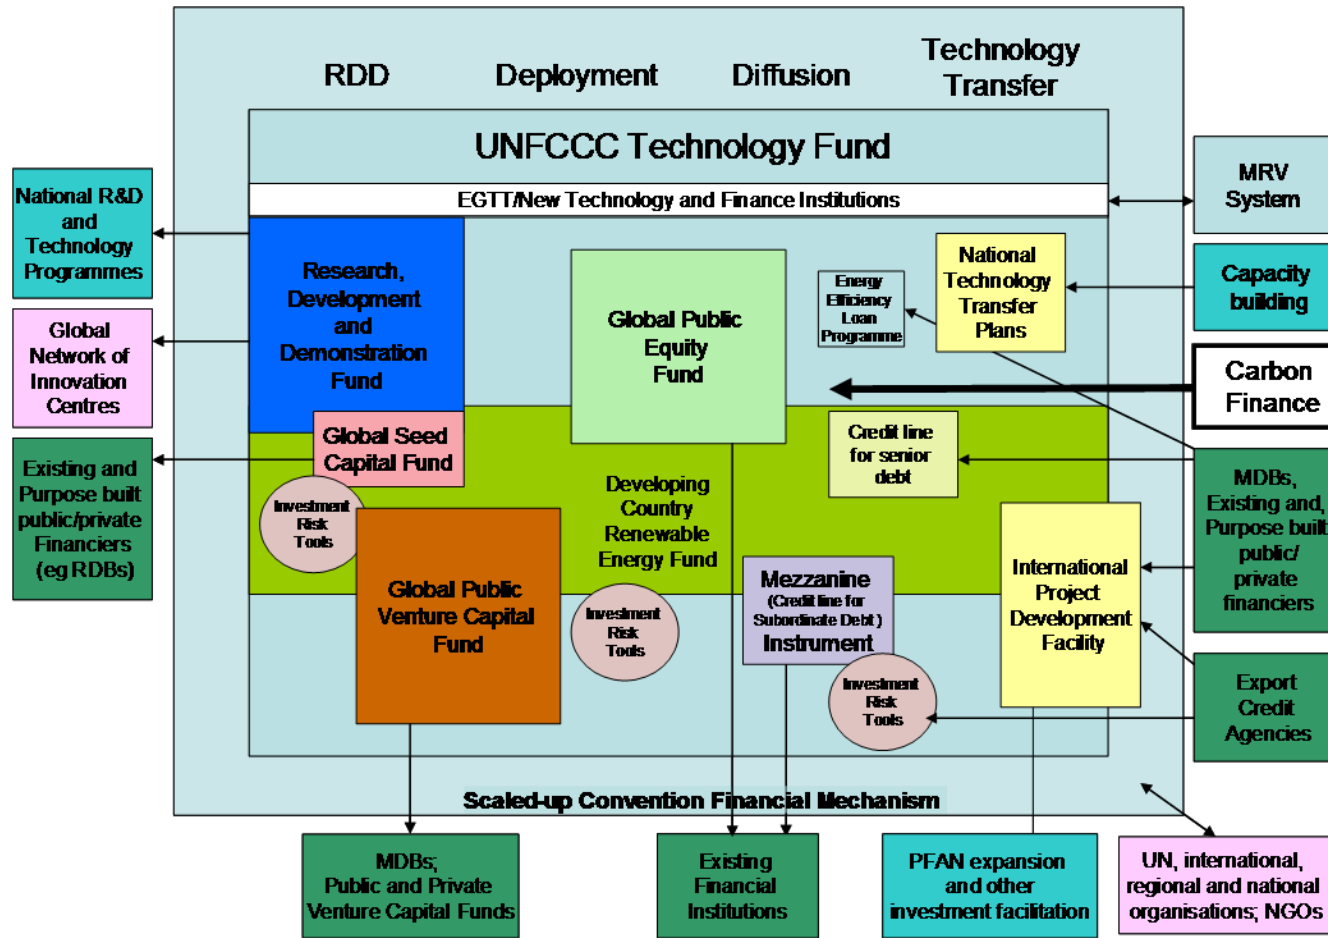 RDD
Deployment
Diffusion
Technology
Transfer
UNFCCC Technology Fund
EGTT/New Technology and Finance Institutions
National R&D
and
Technology
Programmes
Global
Network of
Innovation
Centres
Existing and
Purpose built
public/private
Financiers
(eg RDBs)
Research,
Development
and
Demonstration
Fund
Global Seed
Capital Fund
Investment
Risk
Tools
Global Public
Venture Capital
Fund
Global Public
Equity
Fund
Developing
Country
Renewable
Energy Fund
Investment
Risk
Tools
Energy
Efficiency
Loan
Programme
National
Technology
Transfer
Plans
Credit line
for senior
debt
Mezzanine
(Credit line for
Subordinate Debt )
Instrument
Investment
Risk
Tools
International
Project
Development
Facility
MRV
System
Capacity
building
Carbon
Finance
MDBs,
Existing and,
Purpose built
public/
private
financiers
Export
Credit
Agencies
Scaled-up Convention Financial Mechanism
MDBs;
Public and Private
Venture Capital Funds
Existing
Financial
Institutions
PFAN expansion
and other
investment facilitation
UN, international,
regional and national
organisations; NGOs